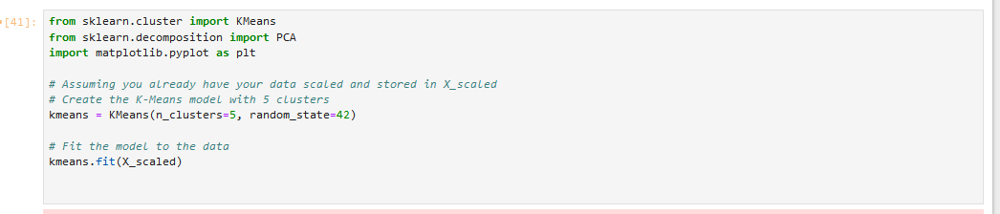 [41]:
from sklearn.cluster import KMeans
from sklearn.decomposition import PCA
import matplotlib.pyplot as plt
# Assuming you already have your data scaled and stored in X_scaled
# Create the K-Means model with 5 clusters
kmeans = KMeans(n_clusters=5, random_state=42)
# Fit the model to the data
kmeans.fit(X_scaled)